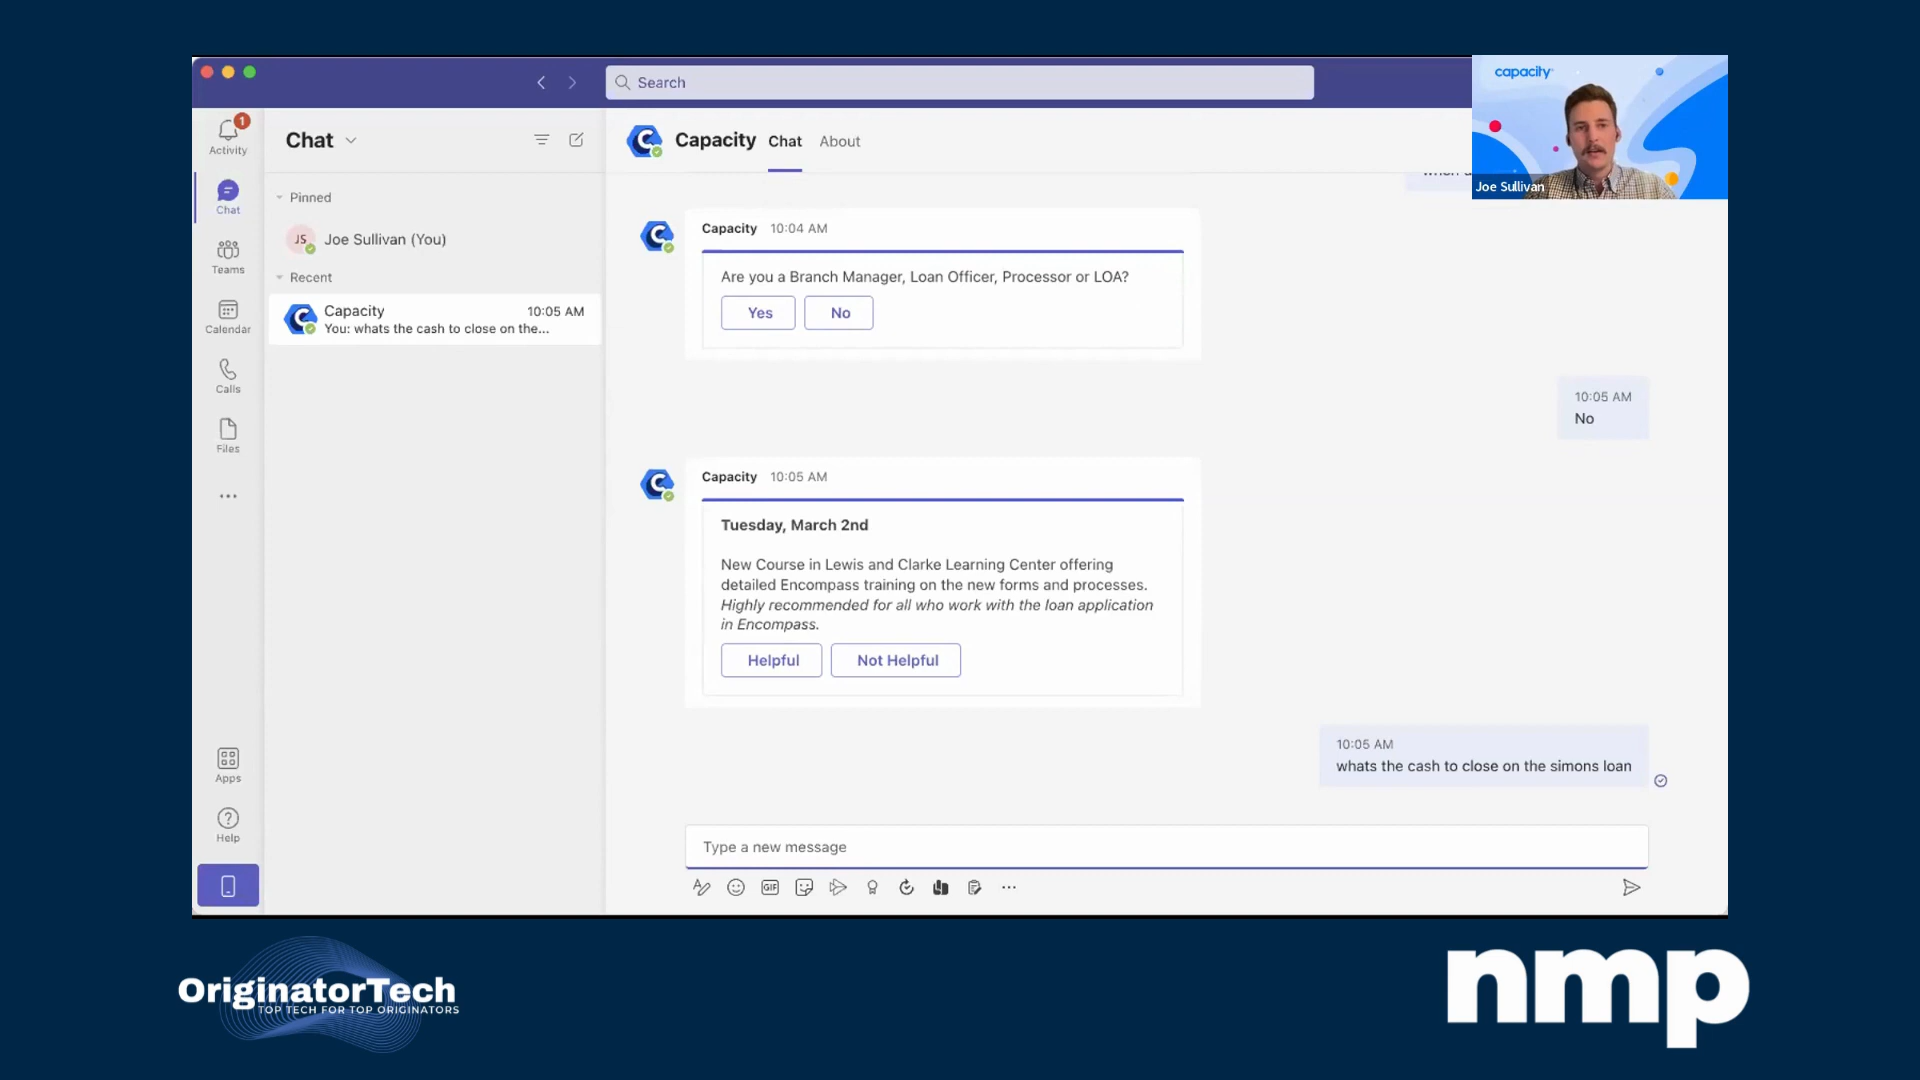 Search
capacity
Joe Sullivan
1
Activity
Chat
Teams
Calendar
Calls
Files
Apps
Help
Chat
Pinned
JS
Joe Sullivan (You)
Recent
Capacity 10:05 AM
You: whats the cash to close on the...
Capacity Chat About
Capacity 10:04 AM
Are you a Branch Manager, Loan Officer, Processor or LOA?
Yes No
10:05 AM
No
Capacity 10:05 AM
Tuesday, March 2nd
New Course in Lewis and Clarke Learning Center offering
detailed Encompass training on the new forms and processes.
Highly recommended for all who work with the loan application
in Encompass.
Helpful Not Helpful
10:05 AM
whats the cash to close on the simons loan
Type a new message
GIF
OriginatorTech
TOP TECH FOR TOP ORIGINATORS
nmp